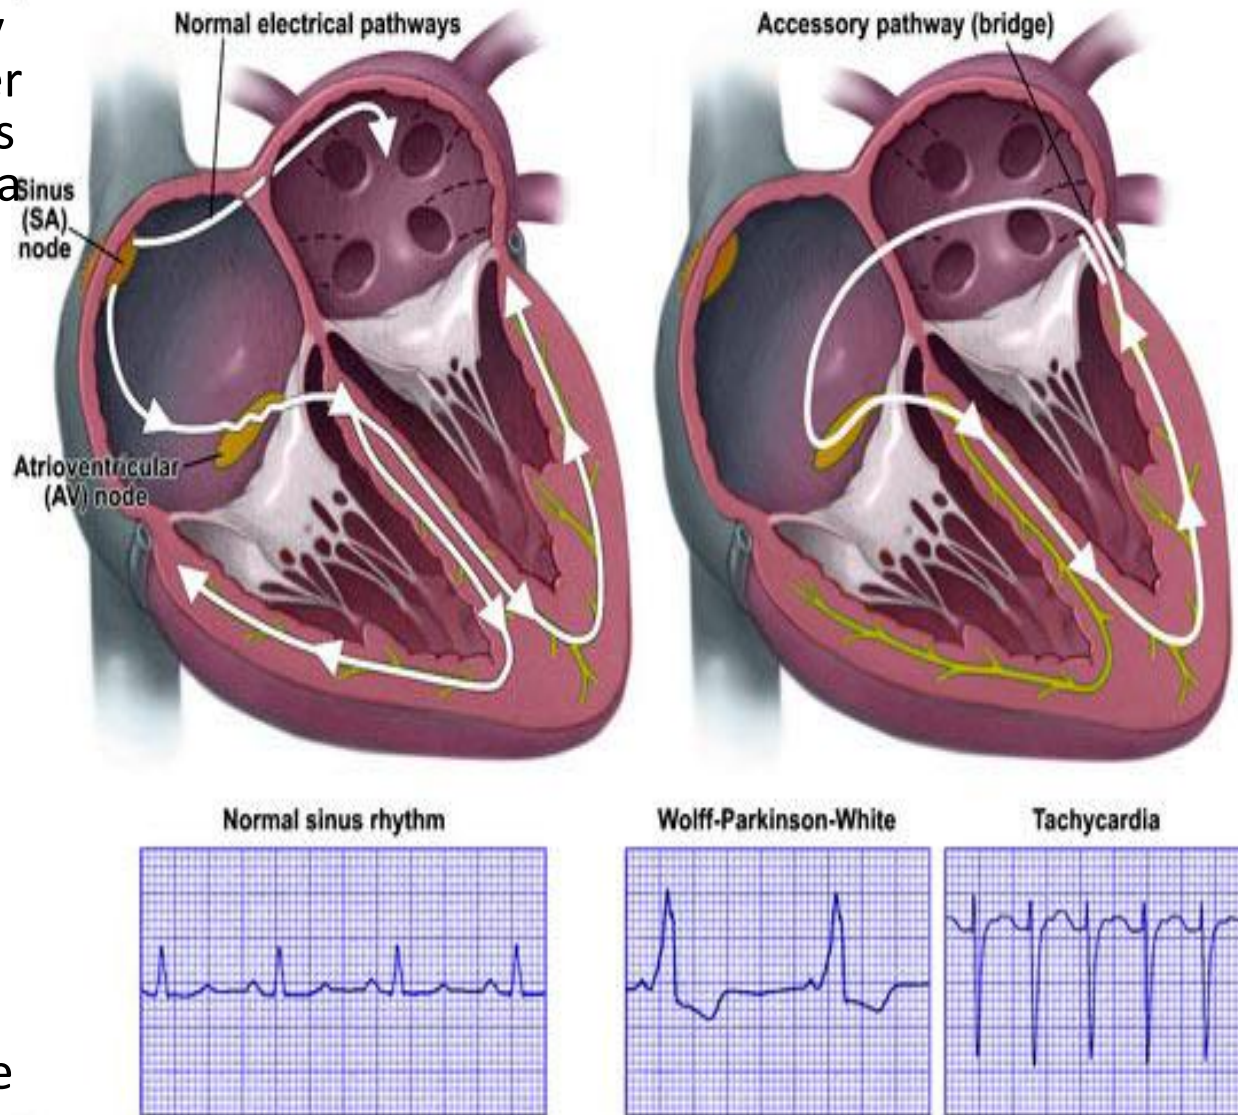 Normal electrical pathways
Accessory pathway (bridge)
er
s
a
Sinus
(SA)
node
Atrioventricular
(AV) node
Normal sinus rhythm
Wolff-Parkinson-White
Tachycardia
e